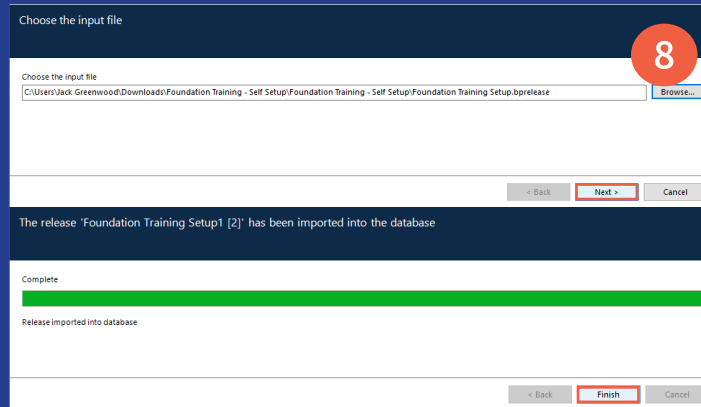 Choose the input file
8
Choose the input file
C:\Users\Jack Greenwood\Downloads\Foundation Training - Self Setup\Foundation Training - Self Setup\Foundation Training Setup.bprelease
Browse...
< Back Next > Cancel
The release 'Foundation Training Setup1 [2]' has been imported into the database
Complete
Release imported into database
< Back Finish Cancel